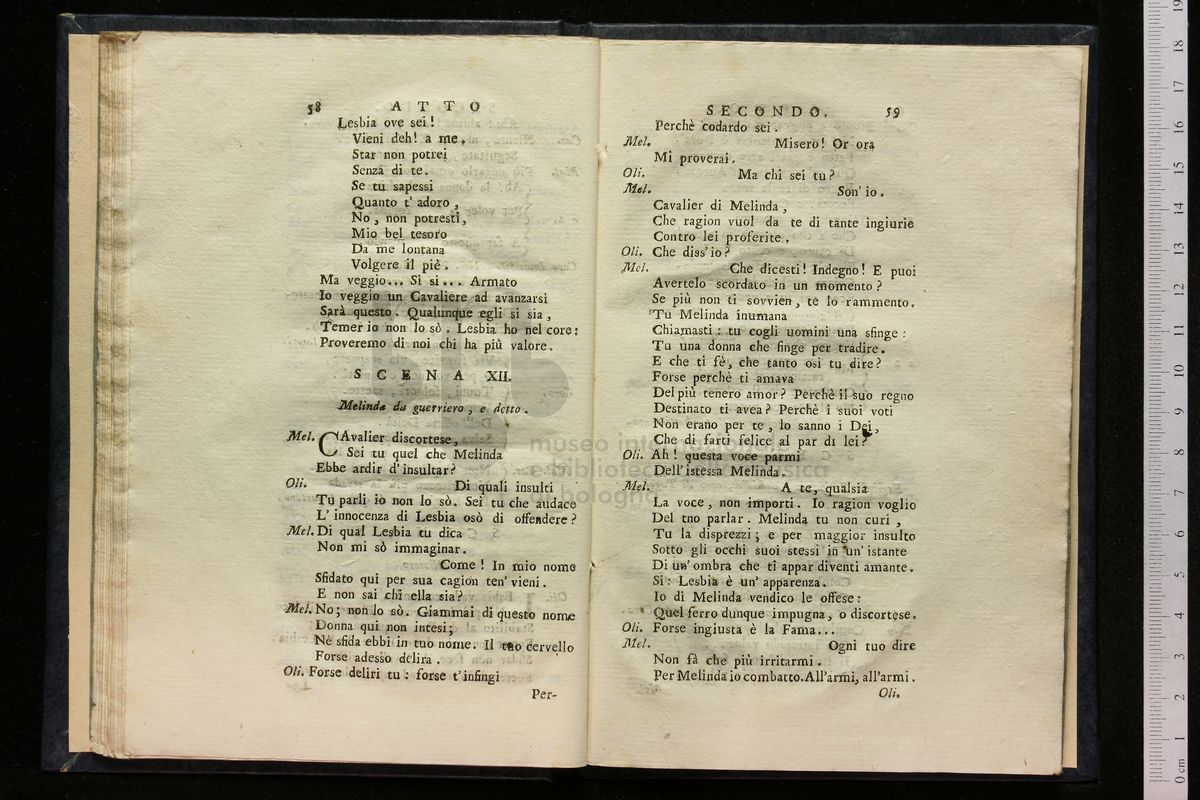 58 ATTO
Lesbia ove sei!
Vieni deh! a me,
Star non potrei
Senza di te.
Se tu sapessi
Quanto t' adoro,
No, non potresti,
Mio bel tesoro
Da me lontana
Volgere il piè.
Ma veggio... Sì sì... Armato
Io veggio un Cavaliere ad avanzarsi
Sarà questo. Qualunque egli si sia,
Temer io non lo sò. Lesbia ho nel core:
Proveremo di noi chi ha più valore.
SCENA XII.
Melinda da guerriero, e detto.
Mel. CAvalier discortese,
Sei tu quel che Melinda
Ebbe ardir d' insultar?
Oli. Di quali insulti
Tu parli io non lo sò. Sei tu che audace
L' innocenza di Lesbia osò di offendere?
Mel. Di qual Lesbia tu dica
Non mi sò immaginar.
Come! In mio nome
Sfidato qui per sua cagion ten' vieni.
E non sai chi ella sia?
Mel. No; non lo sò. Giammai di questo nome
Donna qui non intesi;
Nè sfida ebbi in tuo nome. Il tuo cervello
Forse adesso delira.
Oli. Forse deliri tu: forse t' infingi
Per-
SECONDO. 59
Perchè codardo sei.
Mel. Misero! Or ora
Mi proverai.
Oli. Ma chi sei tu?
Mel. Son' io.
Cavalier di Melinda,
Che ragion vuol da te di tante ingiurie
Contro lei proferite.
Oli. Che diss' io?
Mel. Che dicesti! Indegno! E puoi
Avertelo scordato in un momento?
Se più non ti sovvien, te lo rammento.
Tu Melinda inumana
Chiamasti: tu cogli uomini una sfinge:
Tu una donna che finge per tradire.
E che ti fè, che tanto osi tu dire?
Forse perchè ti amava
Del più tenero amor? Perchè il suo regno
Destinato ti avea? Perchè i suoi voti
Non erano per te, lo sanno i Dei,
Che di farti felice al par di lei?
Oli. Ah! questa voce parmi
Dell' istessa Melinda.
Mel. A te, qualsia
La voce, non importi. Io ragion voglio
Del tno parlar. Melinda tu non curi,
Tu la disprezzi; e per maggior insulto
Sotto gli occhi suoi stessi in un' istante
Di un' ombra che ti appar diventi amante.
Sì: Lesbia è un' apparenza.
Io di Melinda vendico le offese:
Quel ferro dunque impugna, o discortese.
Oli. Forse ingiusta è la Fama...
Mel. Ogni tuo dire
Non fà che più irritarmi.
Per Melinda io combatto. All'armi, all'armi.
Oli.